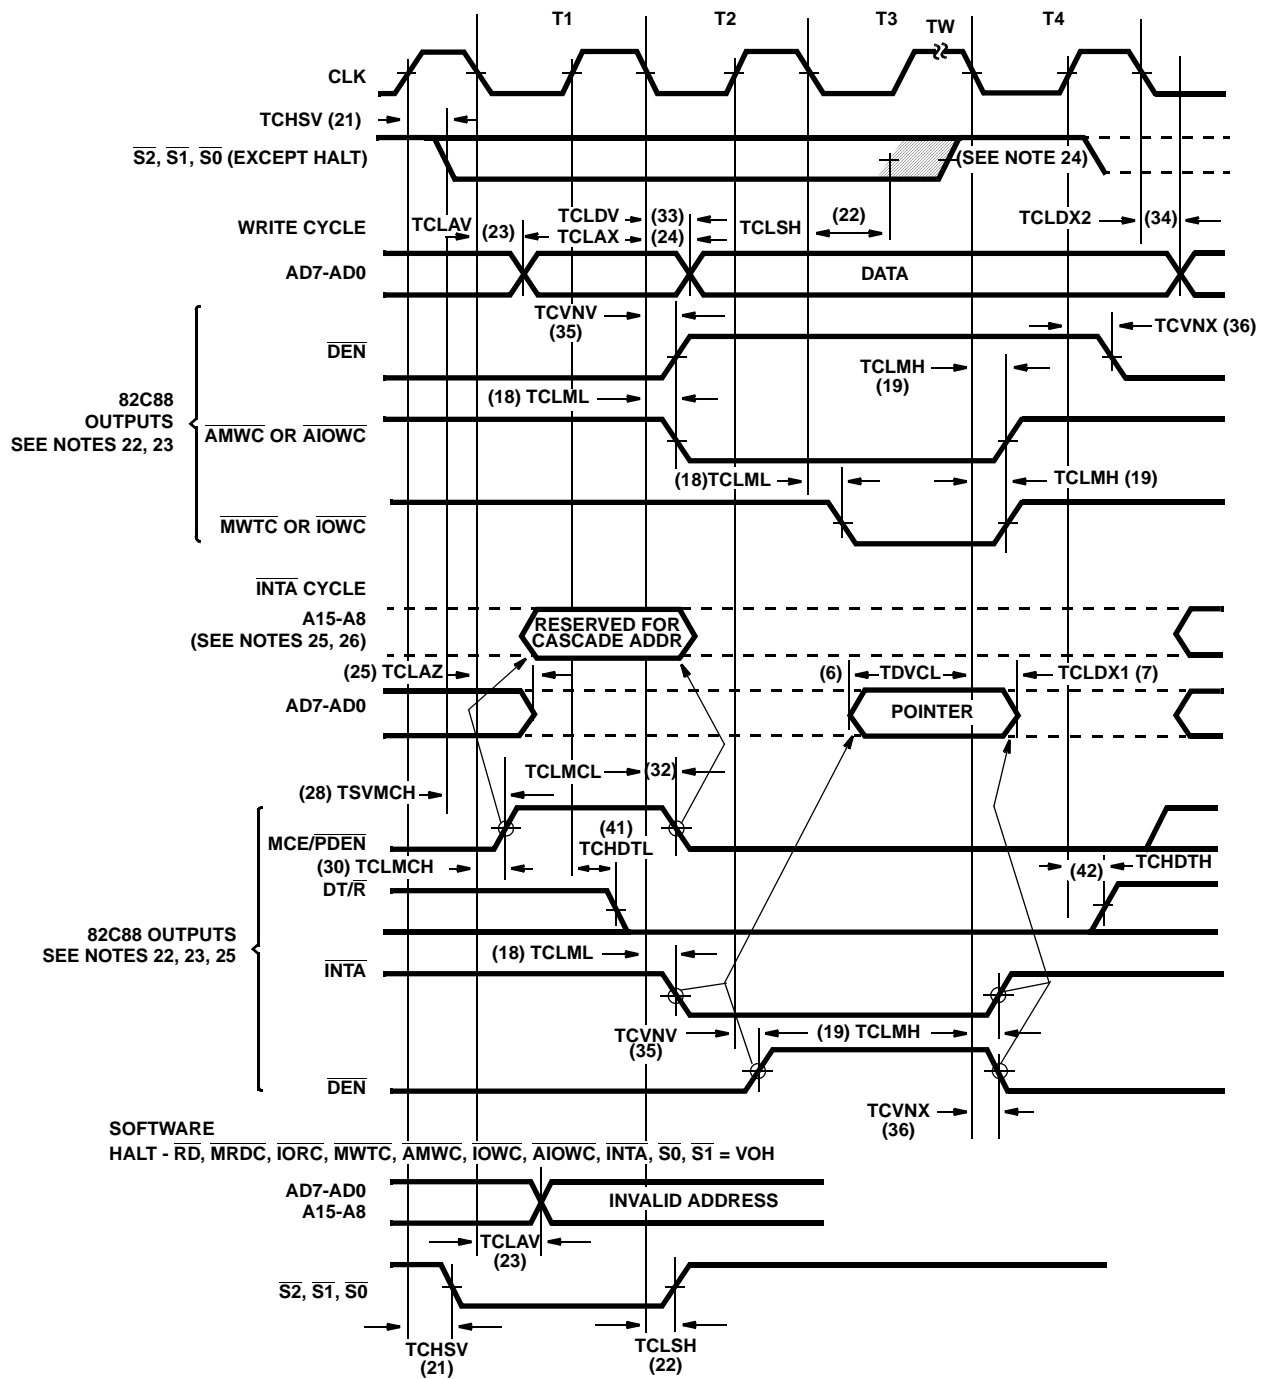 T1 T2 T3 TW T4
CLK
TCHSV (21)
S2, S1, S0 (EXCEPT HALT)
(SEE NOTE 24)
TCLAV (23)
TCLDV (33)
TCLAX (24)
TCLSH (22)
TCLDX2 (34)
WRITE CYCLE
AD7-AD0
DATA
TCVNV
(35)
TCVNX (36)
DEN
TCLMH
(19)
(18) TCLML
82C88
OUTPUTS
SEE NOTES 22, 23
AMWC OR AIOWC
(18)TCLML
TCLMH (19)
MWTC OR IOWC
INTA CYCLE
A15-A8
(SEE NOTES 25, 26)
RESERVED FOR
CASCADE ADDR
(25) TCLAZ
(6) TDVCL
TCLDX1 (7)
AD7-AD0
POINTER
TCLMCL (32)
(28) TSVMCH
MCE/PDEN
(41)
TCHDTL
(30) TCLMCH
(42) TCHDTH
DT/R
82C88 OUTPUTS
SEE NOTES 22, 23, 25
(18) TCLML
INTA
TCVNV
(35)
(19) TCLMH
DEN
TCVNX
(36)
SOFTWARE
HALT - RD, MRDC, IORC, MWTC, AMWC, IOWC, AIOWC, INTA, S0, S1 = VOH
AD7-AD0
A15-A8
INVALID ADDRESS
TCLAV
(23)
S2, S1, S0
TCHSV
(21)
TCLSH
(22)